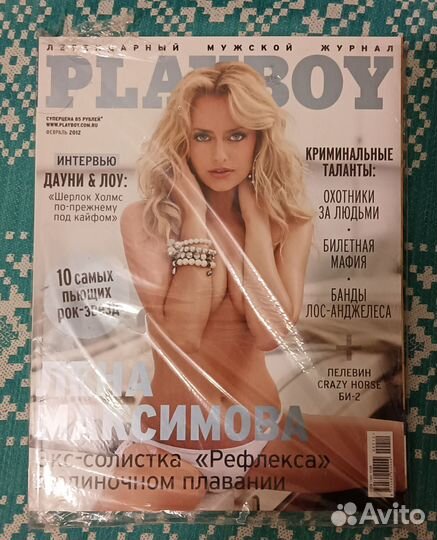 ЛЕГЕНДАРНЫЙ МУЖСКОЙ ЖУРНАЛ
PLAYBOY
СУПЕРЦЕНА 85 РУБЛЕЙ*
WWW.PLAYBOY.COM.RU
ФЕВРАЛЬ 2012
ИНТЕРВЬЮ
ДАУНИ & ЛОУ:
«Шерлок Холмс
по-прежнему
под кайфом»
10 самых
пьющих
рок-звезд
КРИМИНАЛЬНЫЕ
ТАЛАНТЫ:
ОХОТНИКИ
ЗА ЛЮДЬМИ
БИЛЕТНАЯ
МАФИЯ
БАНДЫ
ЛОС-АНДЖЕЛЕСА
+
ПЕЛЕВИН
CRAZY HORSE
БИ-2
ЛЕНА
МАКСИМОВА
экс-солистка «Рефлекса»
в одиночном плавании
Avito